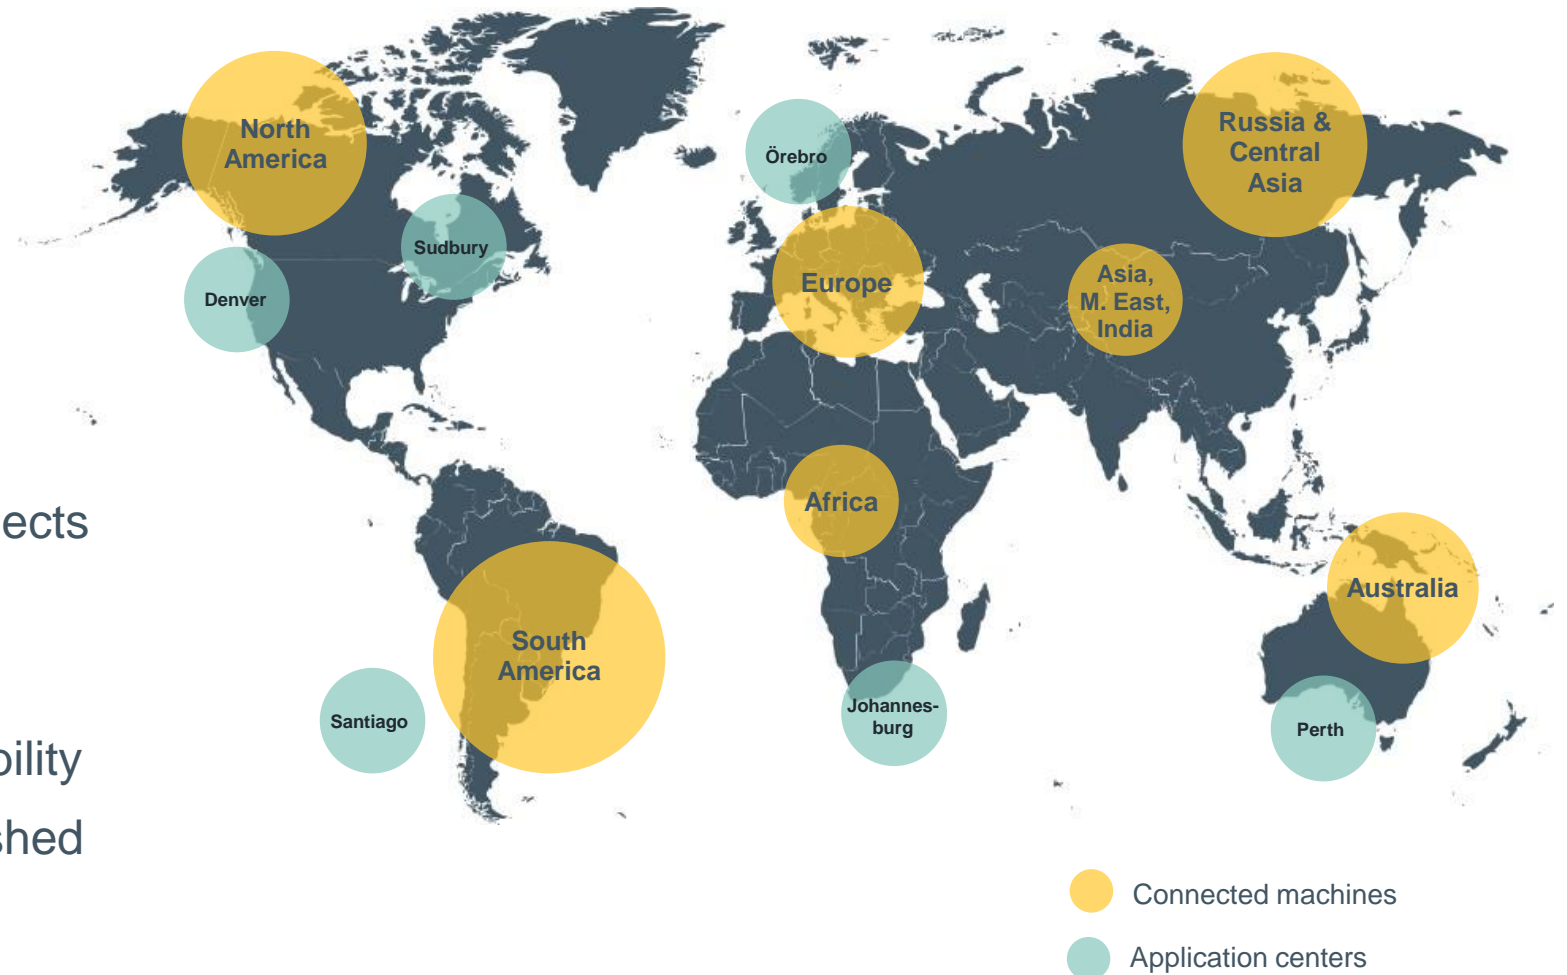 North
America
Russia &
Central
Asia
Örebro
Sudbury
Denver
Europe
Asia,
M. East,
India
Africa
ects
Australia
South
America
Santiago
Johannes-
burg
Perth
bility
shed
Connected machines
Application centers